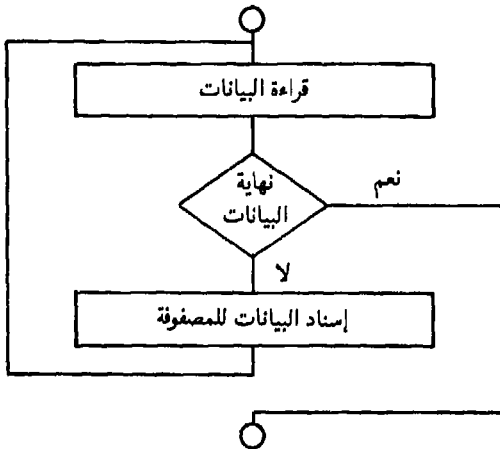 قراءة البيانات
نهاية
البيانات
نعم
لا
إسناد البيانات للمصفوفة